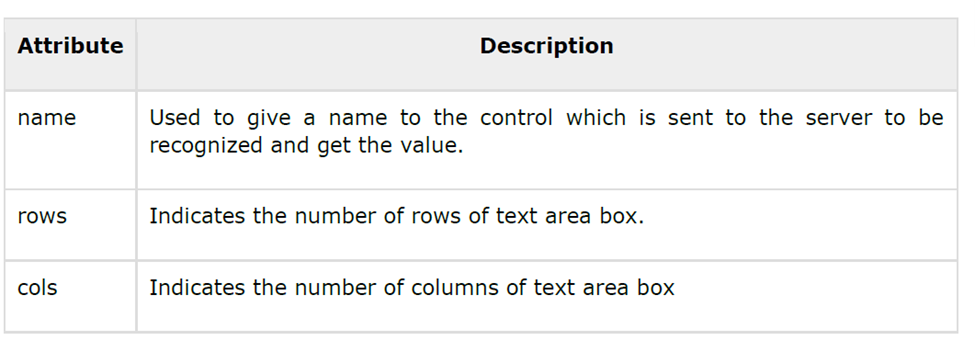 Attribute Description
name Used to give a name to the control which is sent to the server to be
recognized and get the value.
rows Indicates the number of rows of text area box.
cols Indicates the number of columns of text area box